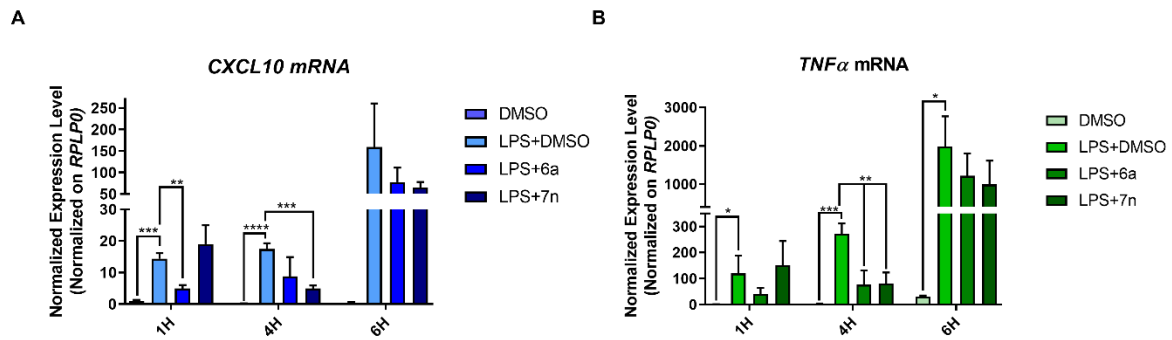 A
CXCL10 mRNA
Normalized Expression Level
(Normalized on RPLP0)
250
200
150
100
50
30
20
10
0
***
**
****
***
1H
4H
6H
DMSO
LPS+DMSO
LPS+6a
LPS+7n
B
TNFα mRNA
Normalized Expression Level
(Normalized on RPLP0)
3000
2000
1000
300
200
100
0
*
***
**
*
1H
4H
6H
DMSO
LPS+DMSO
LPS+6a
LPS+7n